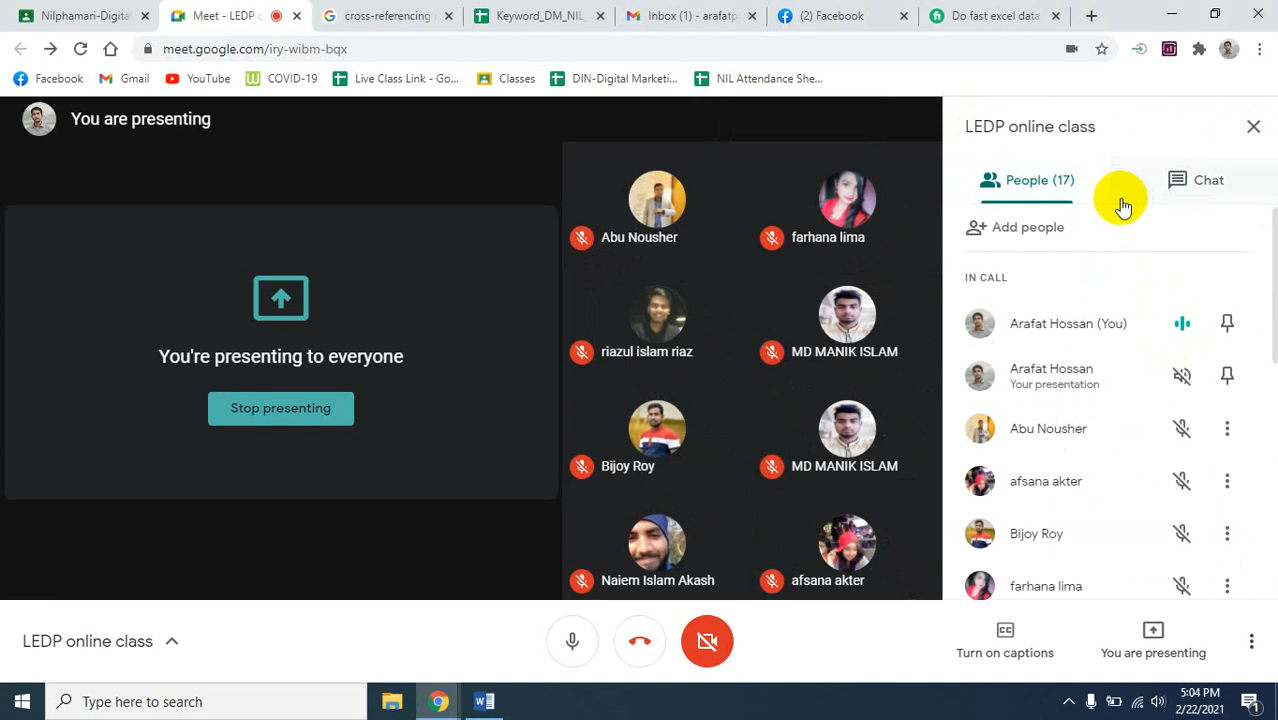 Nilphamari-Digital
Meet - LEDP o
cross-referencing
Keyword_DM_NIL_
Inbox (1) - arafatp
(2) Facebook
Do fast excel data
meet.google.com/iry-wibm-bqx
Facebook
Gmail
YouTube
COVID-19
Live Class Link - Go...
Classes
DIN-Digital Marketi...
NIL Attendance She...
You are presenting
You're presenting to everyone
Stop presenting
Abu Nousher
farhana lima
riazul islam riaz
MD MANIK ISLAM
Bijoy Roy
MD MANIK ISLAM
Naiem Islam Akash
afsana akter
LEDP online class
People (17)
Chat
Add people
IN CALL
Arafat Hossan (You)
Arafat Hossan
Your presentation
Abu Nousher
afsana akter
Bijoy Roy
farhana lima
LEDP online class
CC
Turn on captions
You are presenting
Type here to search
5:04 PM
2/22/2021
1